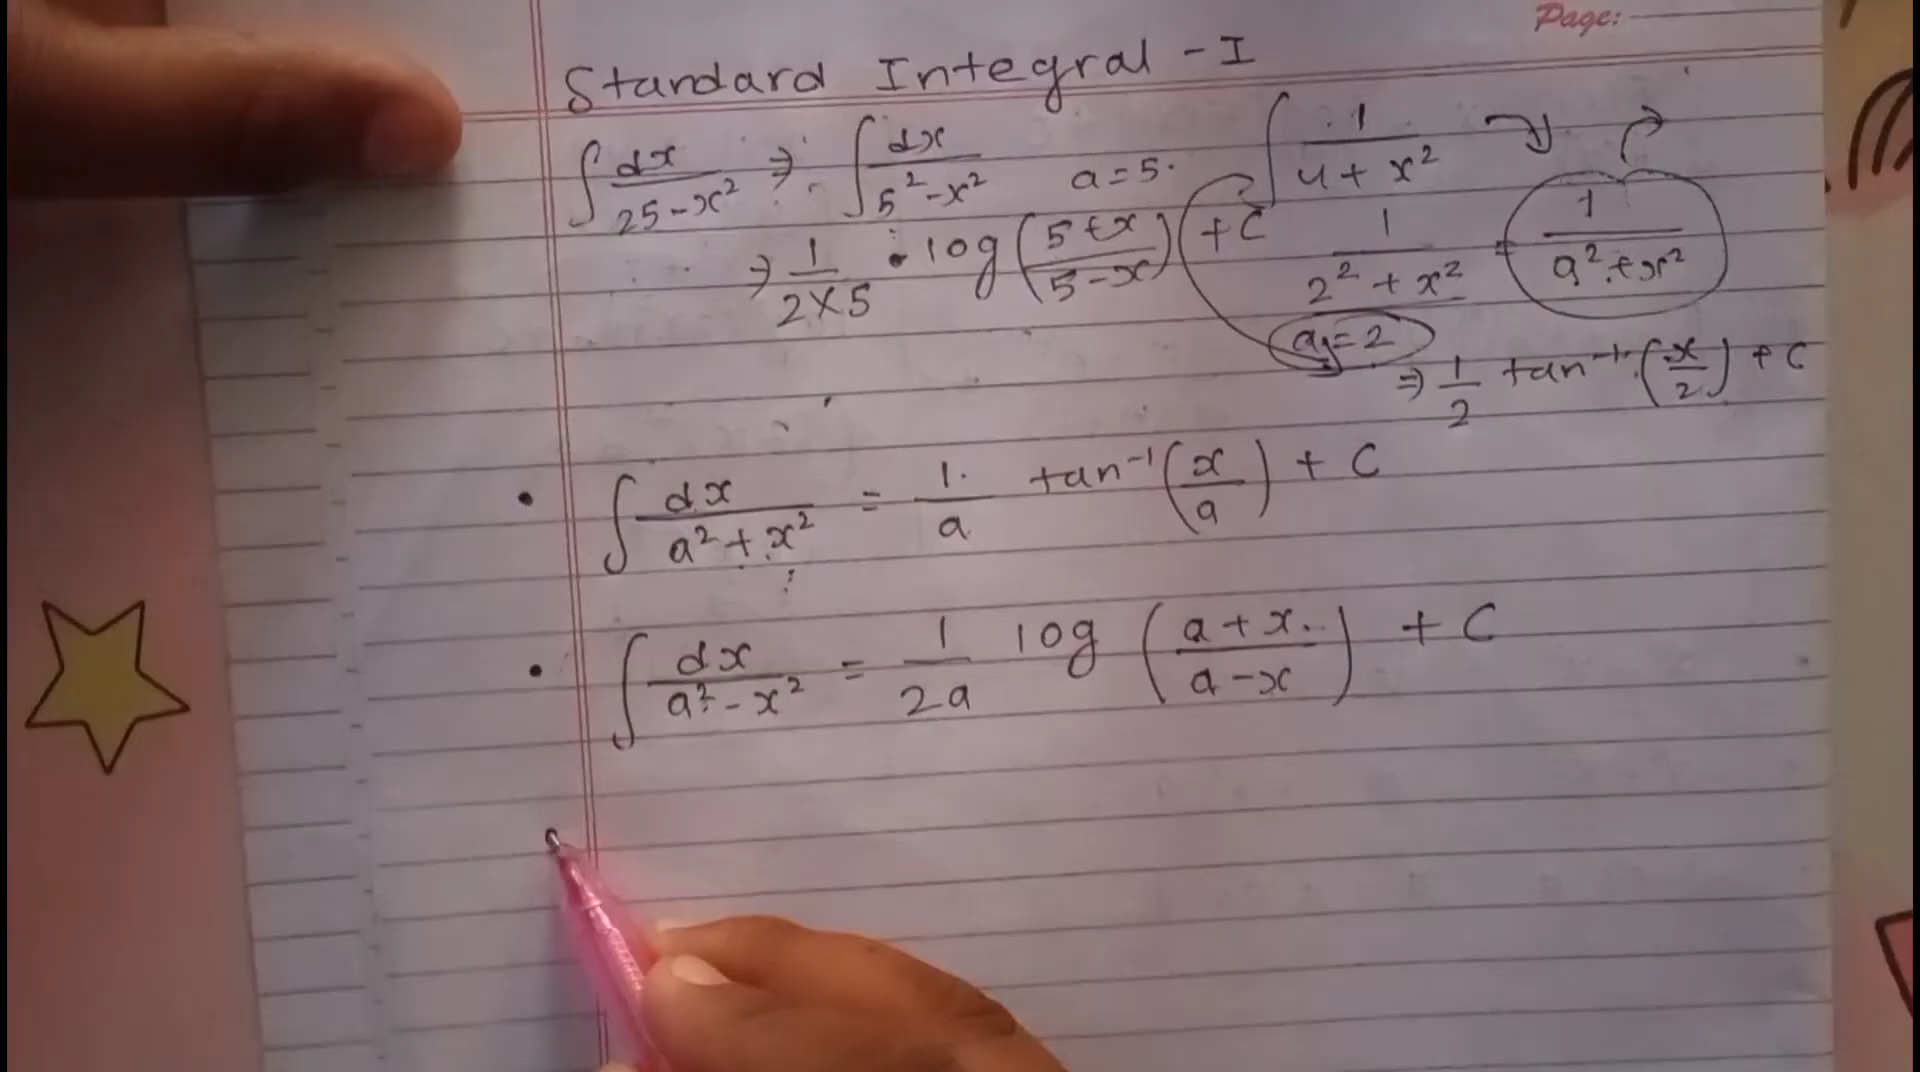 Page:
Standard Integral - I
∫ dx/(25-x²) ⇒ ∫ dx/(5²-x²) a=5.
⇒ 1/(2×5) · log((5+x)/(5-x)) + C
∫ 1/(4+x²)
1/(2²+x²) = 1/(a²+x²)
a=2
⇒ 1/2 tan⁻¹(x/2) + C
• ∫ dx/(a²+x²) = 1/a tan⁻¹(x/a) + C
• ∫ dx/(a²-x²) = 1/2a log((a+x)/(a-x)) + C